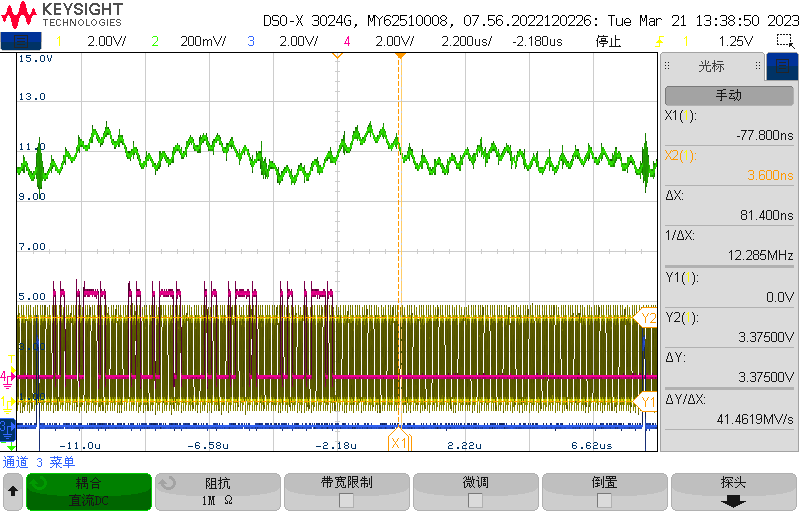 KEYSIGHT
TECHNOLOGIES
DSO-X 3024G, MY62510008, 07.56.2022120226: Tue Mar 21 13:38:50 2023
1 2.00V/ 2 200mV/ 3 2.00V/ 4 2.00V/ 2.200us/ -2.180us 停止 1 1.25V
15.0V
13.0
11.0
9.00
7.00
5.00
Y2
4
1
Y1
3
-11.0u -6.58u -2.18u 2.22u 6.62us
X1
光标
手动
X1(1):
-77.800ns
X2(1):
3.600ns
ΔX:
81.400ns
1/ΔX:
12.285MHz
Y1(1):
0.0V
Y2(1):
3.37500V
ΔY:
3.37500V
ΔY/ΔX:
41.4619MV/s
通道 3 菜单
耦合
直流DC
阻抗
1M Ω
带宽限制
微调
倒置
探头